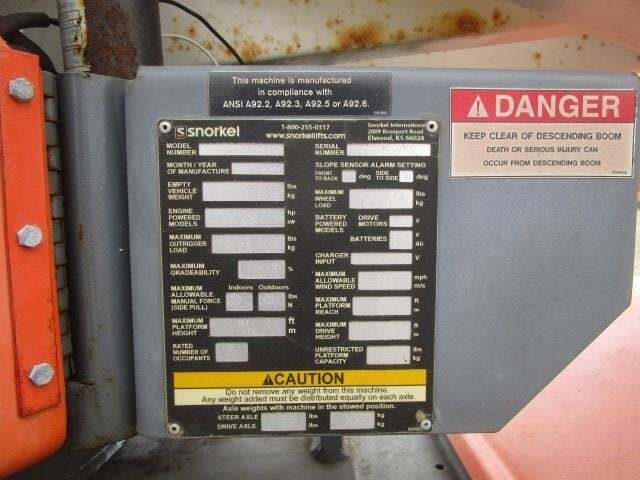 This machine is manufactured
in compliance with
ANSI A92.2, A92.3, A92.5 or A92.6.
DANGER
KEEP CLEAR OF DESCENDING BOOM
DEATH OR SERIOUS INJURY CAN
OCCUR FROM DESCENDING BOOM
snorkel
1-800-255-0317
www.snorkellifts.com
Snorkel International
2009 Roseport Road
Elwood, KS 66024
MODEL NUMBER
SERIAL NUMBER
MONTH / YEAR OF MANUFACTURE
SLOPE SENSOR ALARM SETTING
FRONT TO BACK deg SIDE TO SIDE deg
EMPTY VEHICLE WEIGHT lbs kg
MAXIMUM WHEEL LOAD lbs kg
ENGINE POWERED MODELS hp kW
BATTERY POWERED MODELS DRIVE MOTORS V
BATTERIES V Ah
MAXIMUM OUTRIGGER LOAD lbs kg
CHARGER INPUT V
MAXIMUM GRADEABILITY %
MAXIMUM ALLOWABLE WIND SPEED mph m/s
Indoors Outdoors
MAXIMUM ALLOWABLE MANUAL FORCE (SIDE PULL) lbs N
MAXIMUM PLATFORM REACH ft m
MAXIMUM PLATFORM HEIGHT ft m
MAXIMUM DRIVE HEIGHT ft m
RATED NUMBER OF OCCUPANTS
UNRESTRICTED PLATFORM CAPACITY lbs kg
CAUTION
Do not remove any weight from this machine.
Any weight added must be distributed equally on each axle.
Axle weights with machine in the stowed position.
STEER AXLE lbs kg
DRIVE AXLE lbs kg